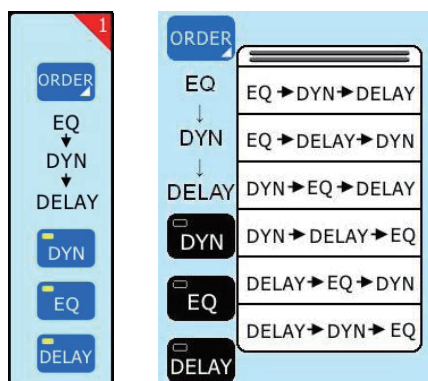 1
ORDER
EQ
↓
DYN
↓
DELAY
DYN
EQ
DELAY
ORDER
EQ
↓
DYN
↓
DELAY
DYN
EQ
DELAY
EQ➔DYN➔DELAY
EQ➔DELAY➔DYN
DYN➔EQ➔DELAY
DYN➔DELAY➔EQ
DELAY➔EQ➔DYN
DELAY➔DYN➔EQ